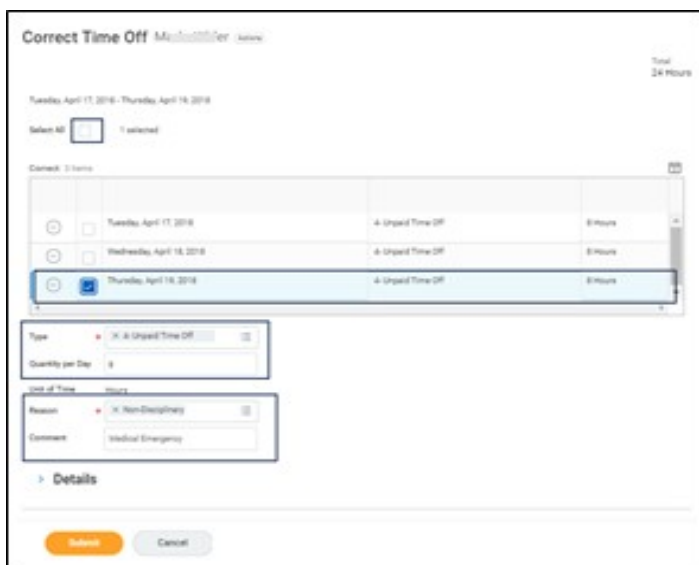 Correct Time Off
Total
24 Hours
Tuesday, April 17, 2018 - Thursday, April 19, 2018
Select All 1 selected
Correct 3 items
Tuesday, April 17, 2018 A-Unpaid Time Off 8 Hours
Wednesday, April 18, 2018 A-Unpaid Time Off 8 Hours
Thursday, April 19, 2018 A-Unpaid Time Off 8 Hours
Type * × A-Unpaid Time Off
Quantity per Day 8
Unit of Time Hours
Reason * × Non-Disciplinary
Comment Medical Emergency
> Details
Submit Cancel